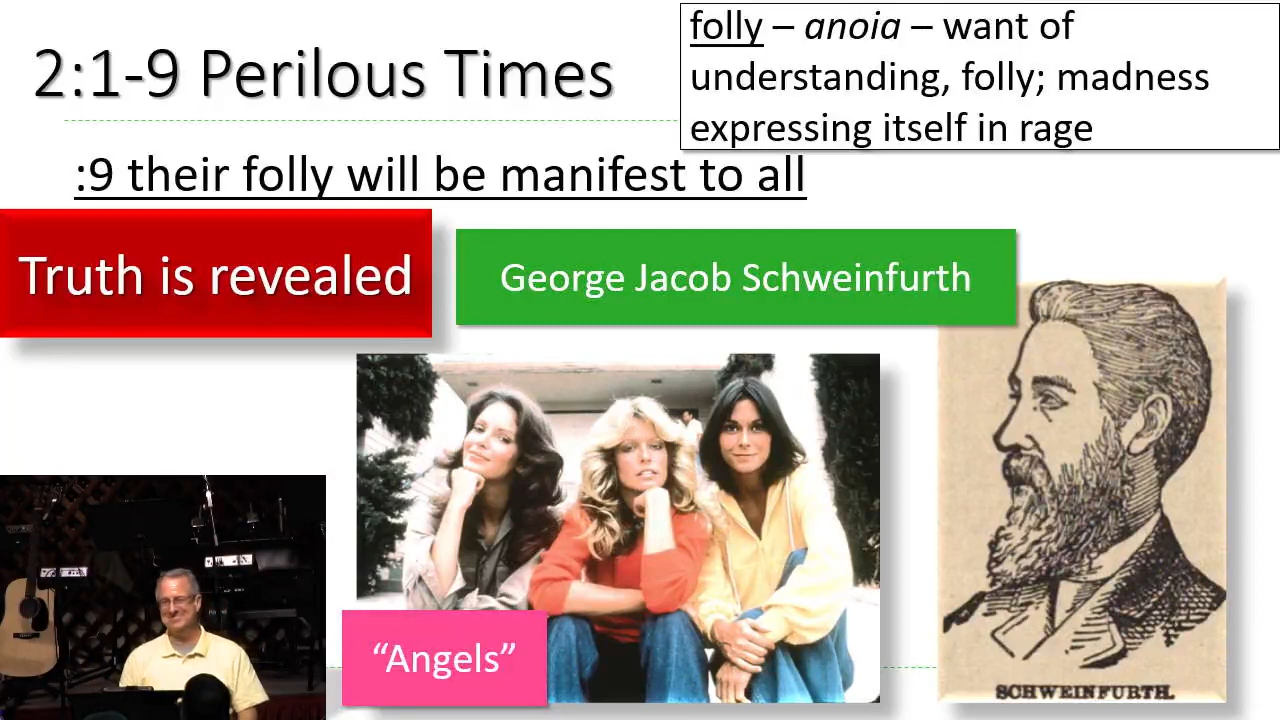 2:1-9 Perilous Times
folly – anoia – want of
understanding, folly; madness
expressing itself in rage
:9 their folly will be manifest to all
Truth is revealed
George Jacob Schweinfurth
“Angels”
SCHWEINFURTH.